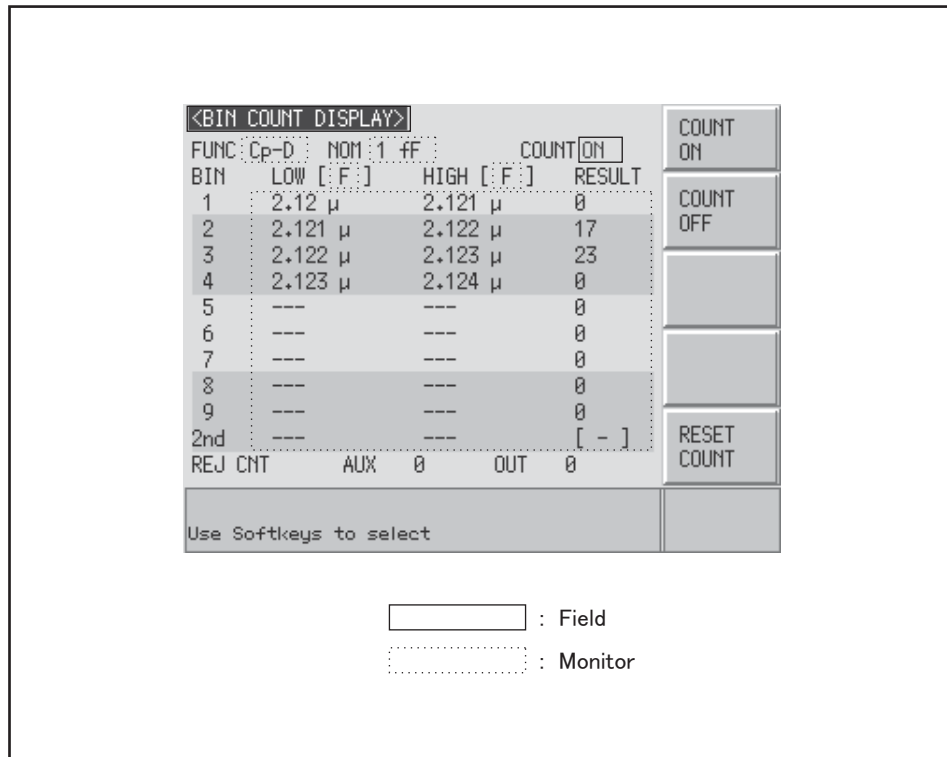 <BIN COUNT DISPLAY>
FUNC Cp-D NOM 1 fF COUNT ON
BIN LOW [ F ] HIGH [ F ] RESULT
1 2.12 μ 2.121 μ 0
2 2.121 μ 2.122 μ 17
3 2.122 μ 2.123 μ 23
4 2.123 μ 2.124 μ 0
5 --- --- 0
6 --- --- 0
7 --- --- 0
8 --- --- 0
9 --- --- 0
2nd --- --- [ - ]
REJ CNT AUX 0 OUT 0
Use Softkeys to select
COUNT
ON
COUNT
OFF
RESET
COUNT
: Field
: Monitor